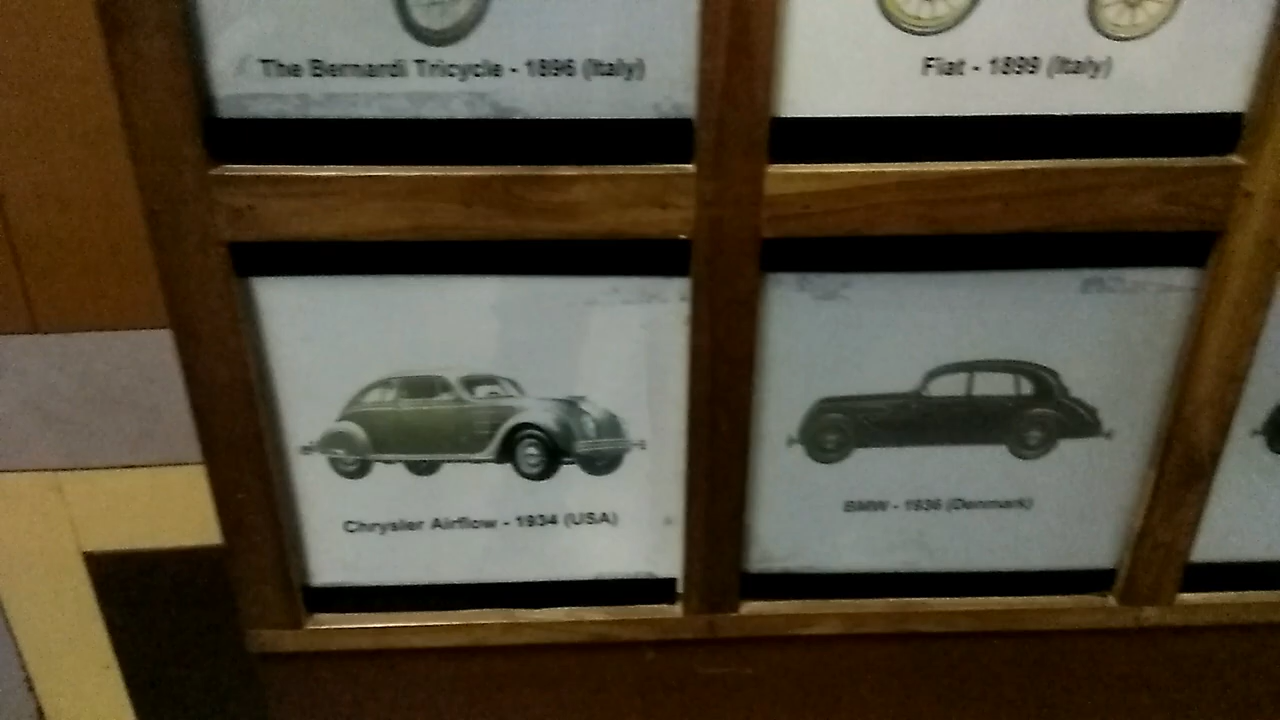 The Bernardi Tricycle - 1896 (Italy)
Fiat - 1899 (Italy)
Chrysler Airflow - 1934 (USA)
BMW - 1936 (Denmark)